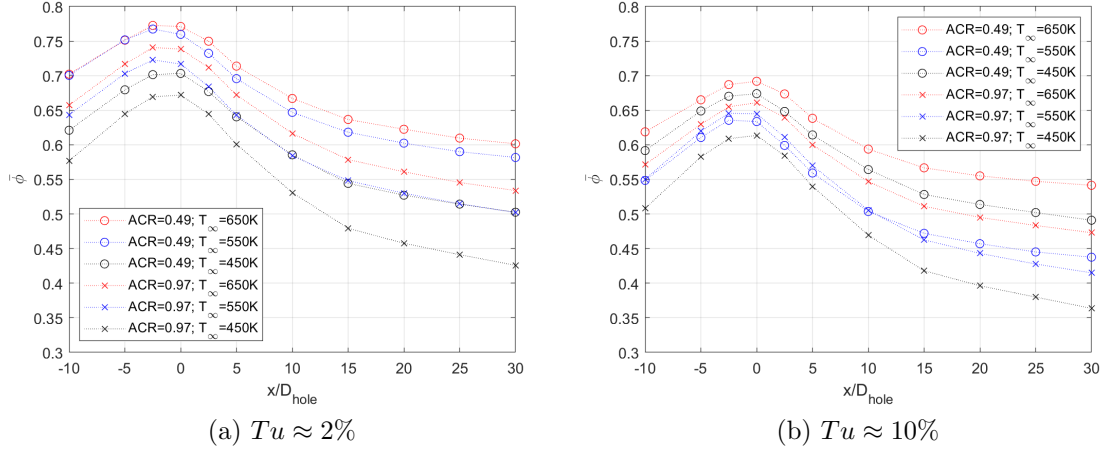 0.8
0.75
0.7
0.65
0.6
0.55
0.5
0.45
0.4
0.35
0.3
ϕ̄
ACR=0.49; T∞=650K
ACR=0.49; T∞=550K
ACR=0.49; T∞=450K
ACR=0.97; T∞=650K
ACR=0.97; T∞=550K
ACR=0.97; T∞=450K
-10 -5 0 5 10 15 20 25 30
x/D_hole
(a) Tu ≈ 2%
0.8
0.75
0.7
0.65
0.6
0.55
0.5
0.45
0.4
0.35
0.3
ϕ̄
ACR=0.49; T∞=650K
ACR=0.49; T∞=550K
ACR=0.49; T∞=450K
ACR=0.97; T∞=650K
ACR=0.97; T∞=550K
ACR=0.97; T∞=450K
-10 -5 0 5 10 15 20 25 30
x/D_hole
(b) Tu ≈ 10%